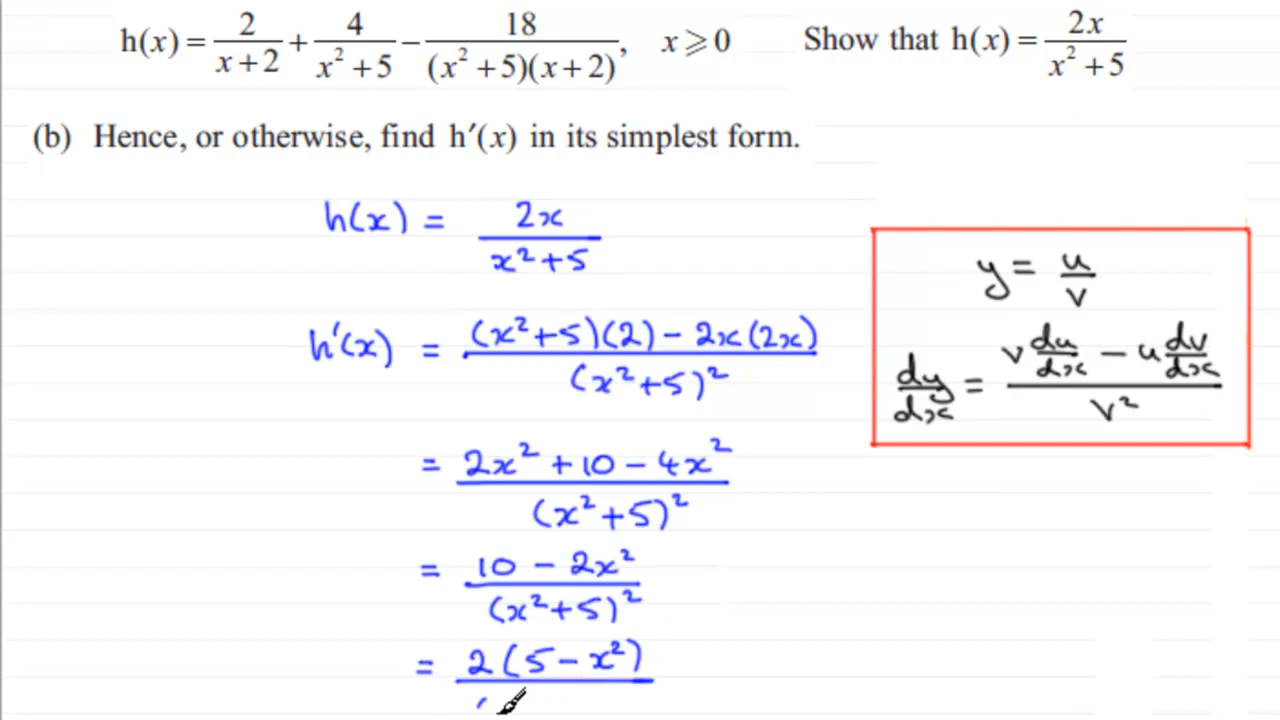 h(x) = 2/(x+2) + 4/(x²+5) − 18/((x²+5)(x+2)), x ⩾ 0 Show that h(x) = 2x/(x²+5)
(b) Hence, or otherwise, find h′(x) in its simplest form.
h(x) = 2x/(x²+5)
h'(x) = ((x²+5)(2) − 2x(2x))/(x²+5)²
= (2x² + 10 − 4x²)/(x²+5)²
= (10 − 2x²)/(x²+5)²
= 2(5 − x²)/(
y = u/v
dy/dx = (v du/dx − u dv/dx)/v²